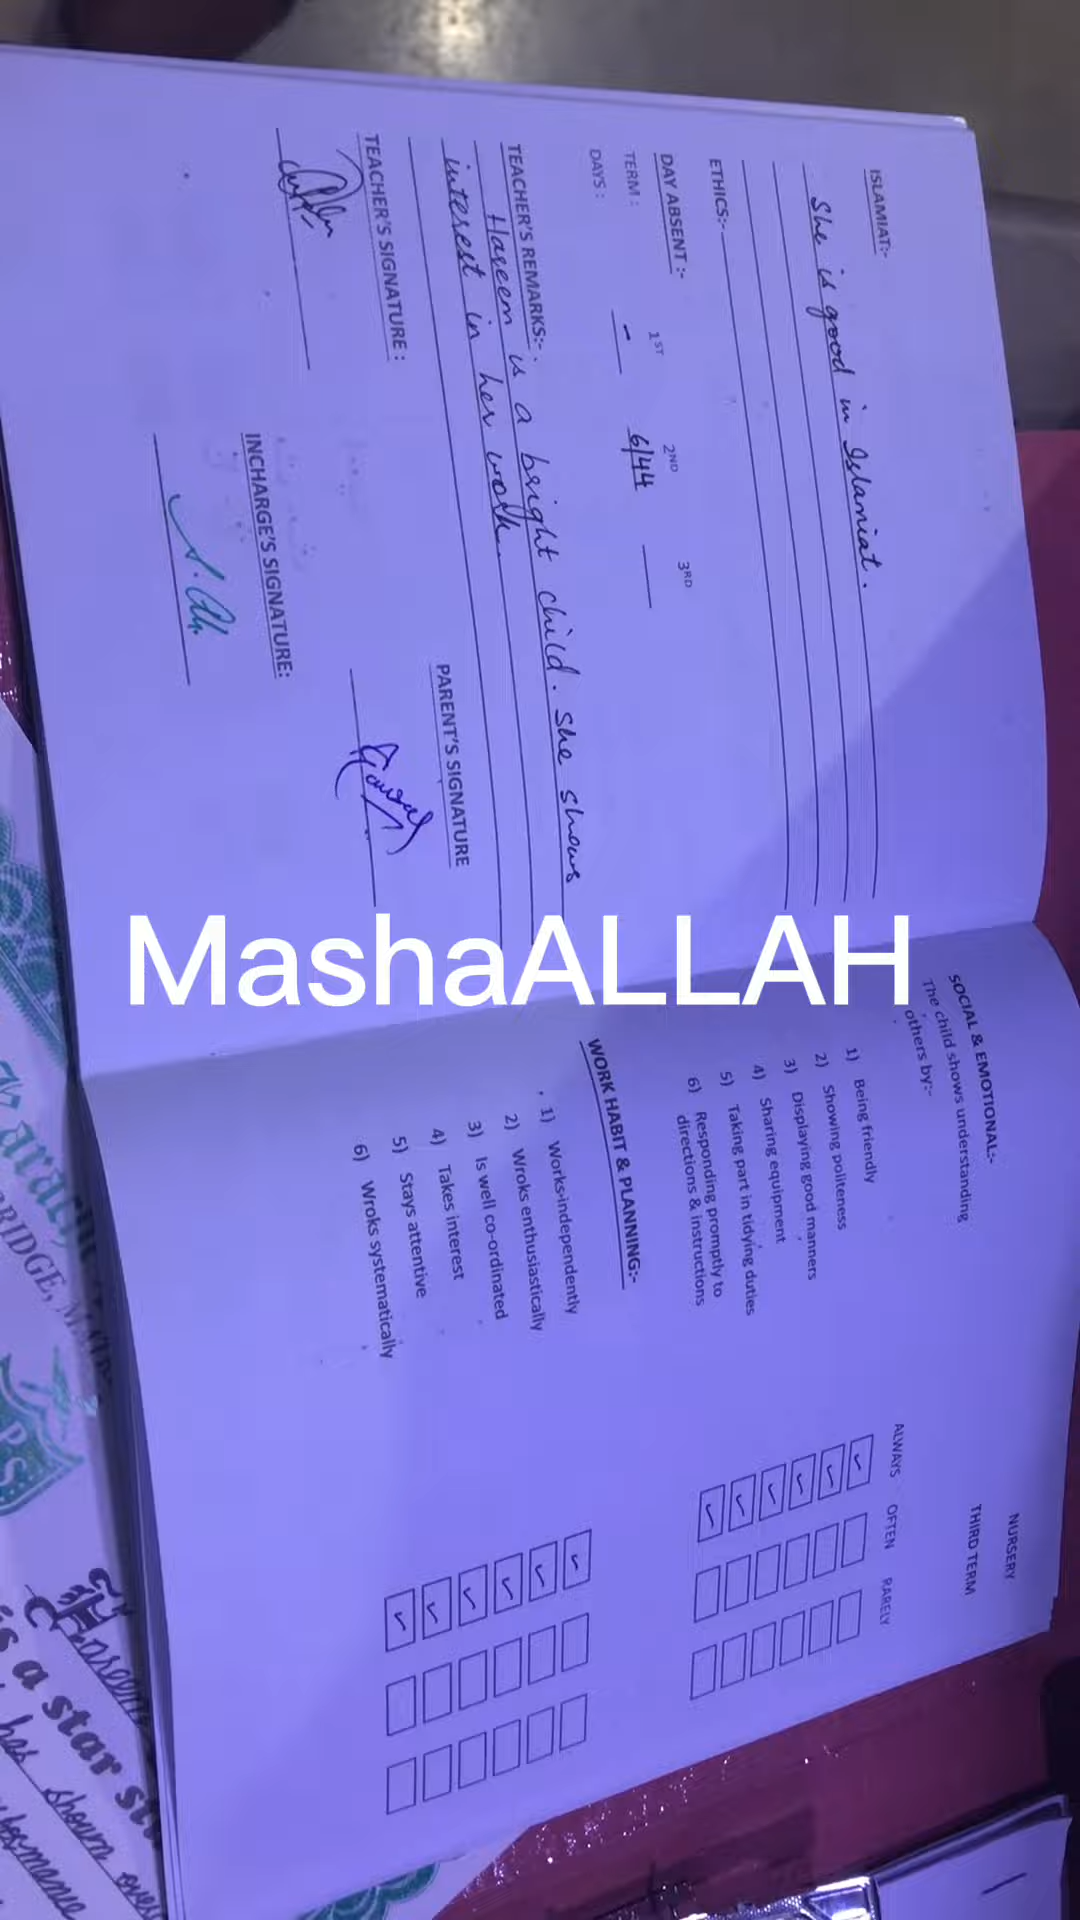 ISLAMIAT:-
She is good in Islamiat.
ETHICS:-
DAY ABSENT :-
1ST 2ND 3RD
TERM : - 6/44
DAYS :
TEACHER'S REMARKS:-
Hareem is a bright child. She shows
interest in her work.
TEACHER'S SIGNATURE :
PARENT'S SIGNATURE
INCHARGE'S SIGNATURE:
MashaALLAH
NURSERY
THIRD TERM
SOCIAL & EMOTIONAL:-
The child shows understanding
others by:-
ALWAYS OFTEN RARELY
1) Being friendly ✓
2) Showing politeness ✓
3) Displaying good manners ✓
4) Sharing equipment ✓
5) Taking part in tidying duties ✓
6) Responding promptly to
directions & instructions ✓
WORK HABIT & PLANNING:-
1) Works-independently ✓
2) Woks enthusiastically ✓
3) Is well co-ordinated ✓
4) Takes interest ✓
5) Stays attentive ✓
6) Wroks systematically ✓
RIDGE,
PS
Hareem
is a star
has shown